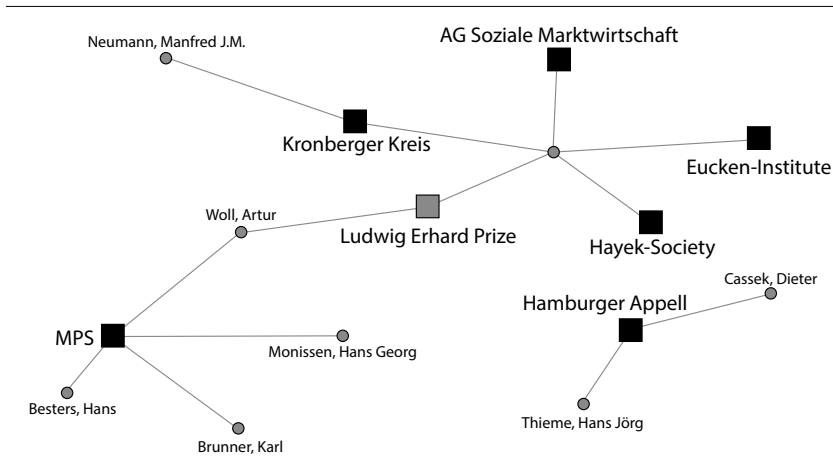 Neumann, Manfred J.M.
AG Soziale Marktwirtschaft
Kronberger Kreis
Eucken-Institute
Woll, Artur
Ludwig Erhard Prize
Hayek-Society
Cassek, Dieter
Hamburger Appell
MPS
Monissen, Hans Georg
Besters, Hans
Thieme, Hans Jörg
Brunner, Karl